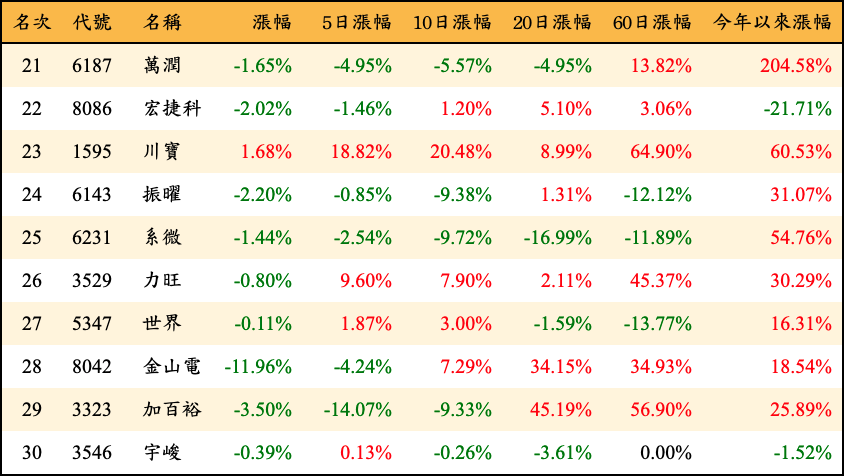 名次 代號 名稱 漲幅 5日漲幅 10日漲幅 20日漲幅 60日漲幅 今年以來漲幅
21 6187 萬潤 -1.65% -4.95% -5.57% -4.95% 13.82% 204.58%
22 8086 宏捷科 -2.02% -1.46% 1.20% 5.10% 3.06% -21.71%
23 1595 川寶 1.68% 18.82% 20.48% 8.99% 64.90% 60.53%
24 6143 振曜 -2.20% -0.85% -9.38% 1.31% -12.12% 31.07%
25 6231 系微 -1.44% -2.54% -9.72% -16.99% -11.89% 54.76%
26 3529 力旺 -0.80% 9.60% 7.90% 2.11% 45.37% 30.29%
27 5347 世界 -0.11% 1.87% 3.00% -1.59% -13.77% 16.31%
28 8042 金山電 -11.96% -4.24% 7.29% 34.15% 34.93% 18.54%
29 3323 加百裕 -3.50% -14.07% -9.33% 45.19% 56.90% 25.89%
30 3546 宇峻 -0.39% 0.13% -0.26% -3.61% 0.00% -1.52%